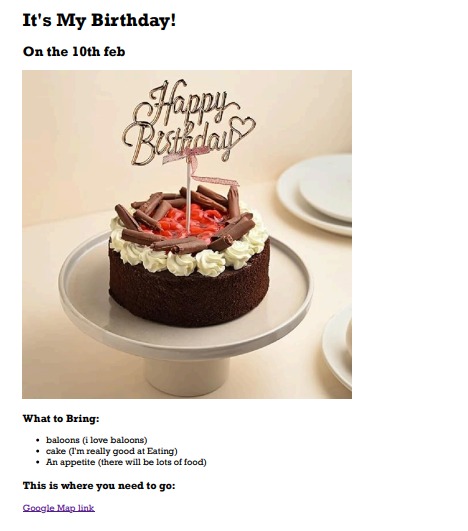 It's My Birthday!
On the 10th feb
Happy
Birthday
What to Bring:
baloons (i love baloons)
cake (I'm really good at Eating)
An appetite (there will be lots of food)
This is where you need to go:
Google Map link